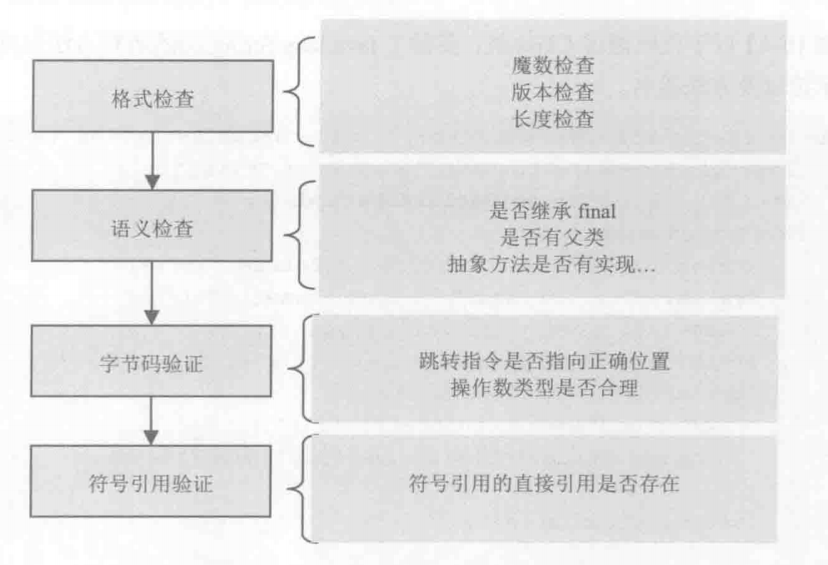 格式检查
魔数检查
版本检查
长度检查
语义检查
是否继承 final
是否有父类
抽象方法是否有实现...
字节码验证
跳转指令是否指向正确位置
操作数类型是否合理
符号引用验证
符号引用的直接引用是否存在